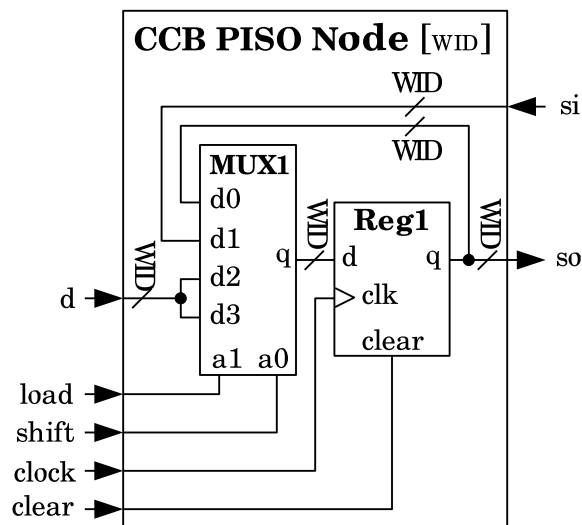 CCB PISO Node [WID]
WID
si
WID
MUX1
d0
d1
d2
d3
q
a1 a0
WID
WID
Reg1
d
q
clk
clear
WID
so
d
load
shift
clock
clear